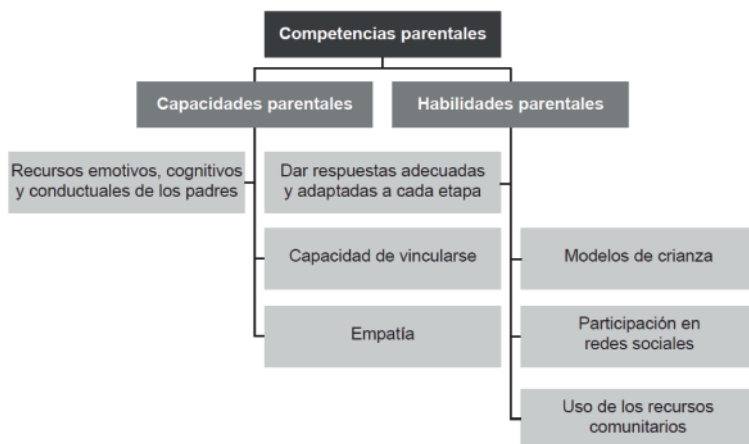 Competencias parentales
Capacidades parentales
Habilidades parentales
Recursos emotivos, cognitivos
y conductuales de los padres
Dar respuestas adecuadas
y adaptadas a cada etapa
Capacidad de vincularse
Modelos de crianza
Empatía
Participación en
redes sociales
Uso de los recursos
comunitarios